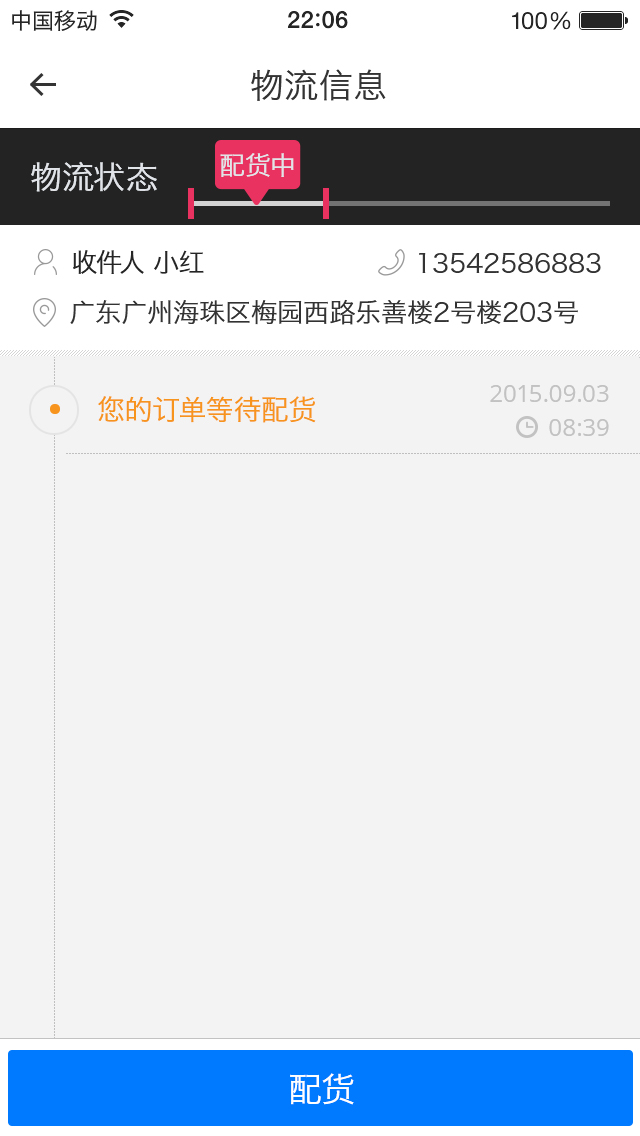 中国移动 22:06 100%
物流信息
配货中
物流状态
收件人 小红 13542586883
广东广州海珠区梅园西路乐善楼2号楼203号
您的订单等待配货
2015.09.03
08:39
配货